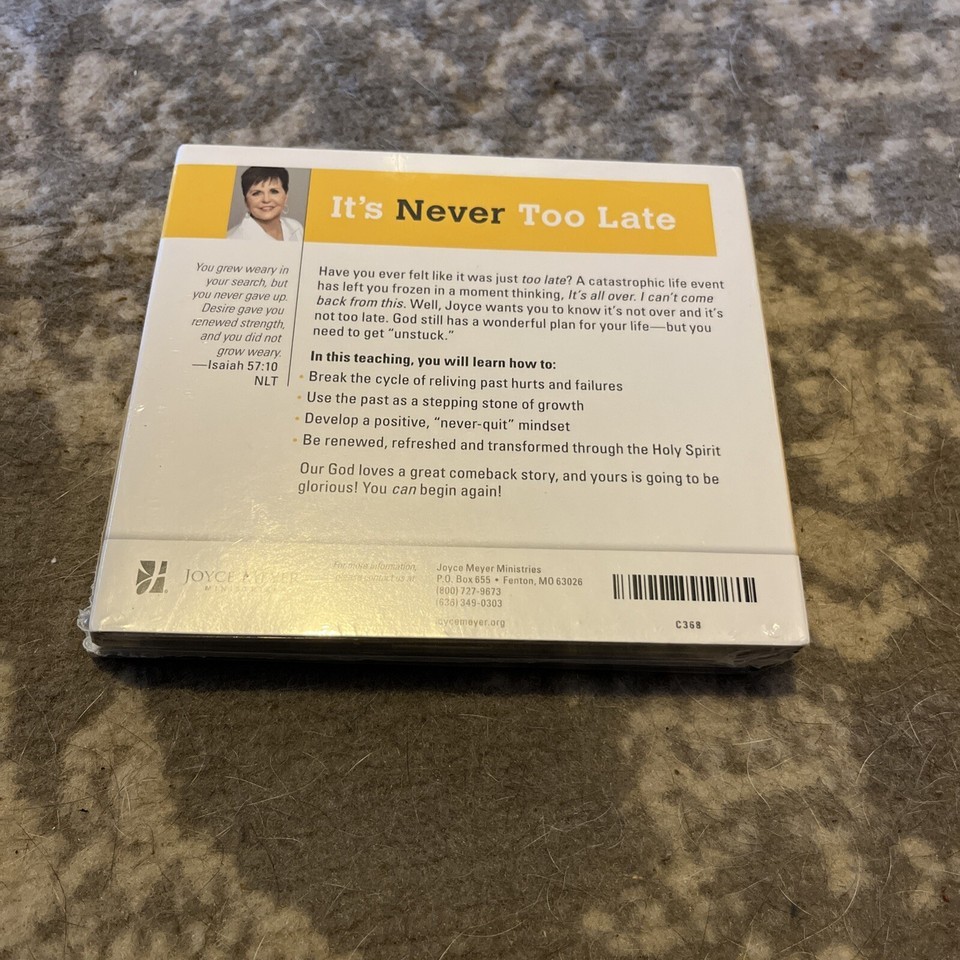 It's Never Too Late
You grew weary in
your search, but
you never gave up.
Desire gave you
renewed strength,
and you did not
grow weary.
—Isaiah 57:10
NLT
Have you ever felt like it was just too late? A catastrophic life event
has left you frozen in a moment thinking, It's all over. I can't come
back from this. Well, Joyce wants you to know it's not over and it's
not too late. God still has a wonderful plan for your life—but you
need to get "unstuck."
In this teaching, you will learn how to:
• Break the cycle of reliving past hurts and failures
• Use the past as a stepping stone of growth
• Develop a positive, "never-quit" mindset
• Be renewed, refreshed and transformed through the Holy Spirit
Our God loves a great comeback story, and yours is going to be
glorious! You can begin again!
JOYCE MEYER
MINISTRIES
For more information,
please contact us at:
Joyce Meyer Ministries
P.O. Box 655 • Fenton, MO 63026
(800) 727-9673
(636) 349-0303
joycemeyer.org
C368